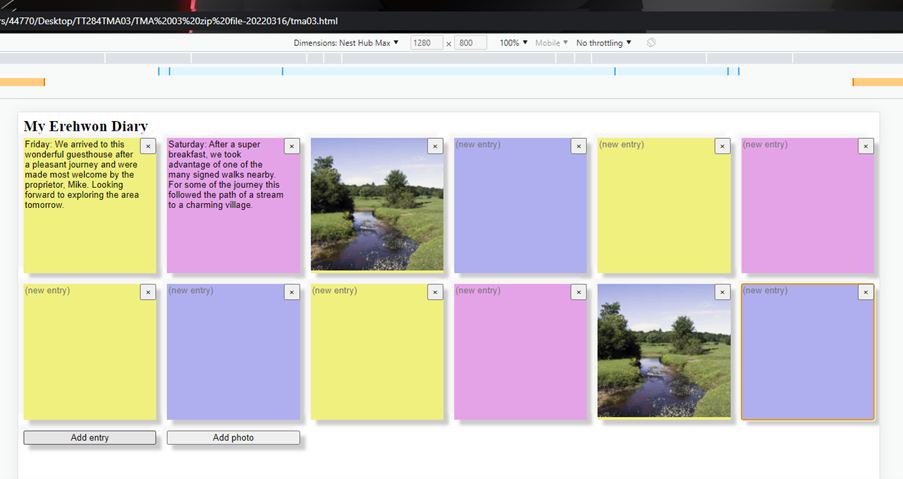 rs/44770/Desktop/TT284TMA03/TMA%2003%20zip%20file-20220316/tma03.html
Dimensions: Nest Hub Max ▼ 1280 × 800 100% ▼ Mobile ▼ No throttling ▼
My Erehwon Diary
Friday: We arrived to this
wonderful guesthouse after
a pleasant journey and were
made most welcome by the
proprietor, Mike. Looking
forward to exploring the area
tomorrow.
×
Saturday: After a super
breakfast, we took
advantage of one of the
many signed walks nearby.
For some of the journey this
followed the path of a stream
to a charming village.
×
×
(new entry) ×
(new entry) ×
(new entry) ×
(new entry) ×
(new entry) ×
(new entry) ×
(new entry) ×
×
(new entry) ×
Add entry
Add photo